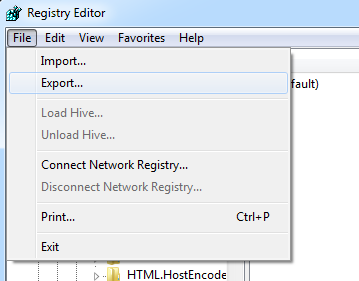 Registry Editor
File Edit View Favorites Help
Import...
Export...
fault)
Load Hive...
Unload Hive...
Connect Network Registry...
Disconnect Network Registry...
Print... Ctrl+P
Exit
HTML.HostEncode